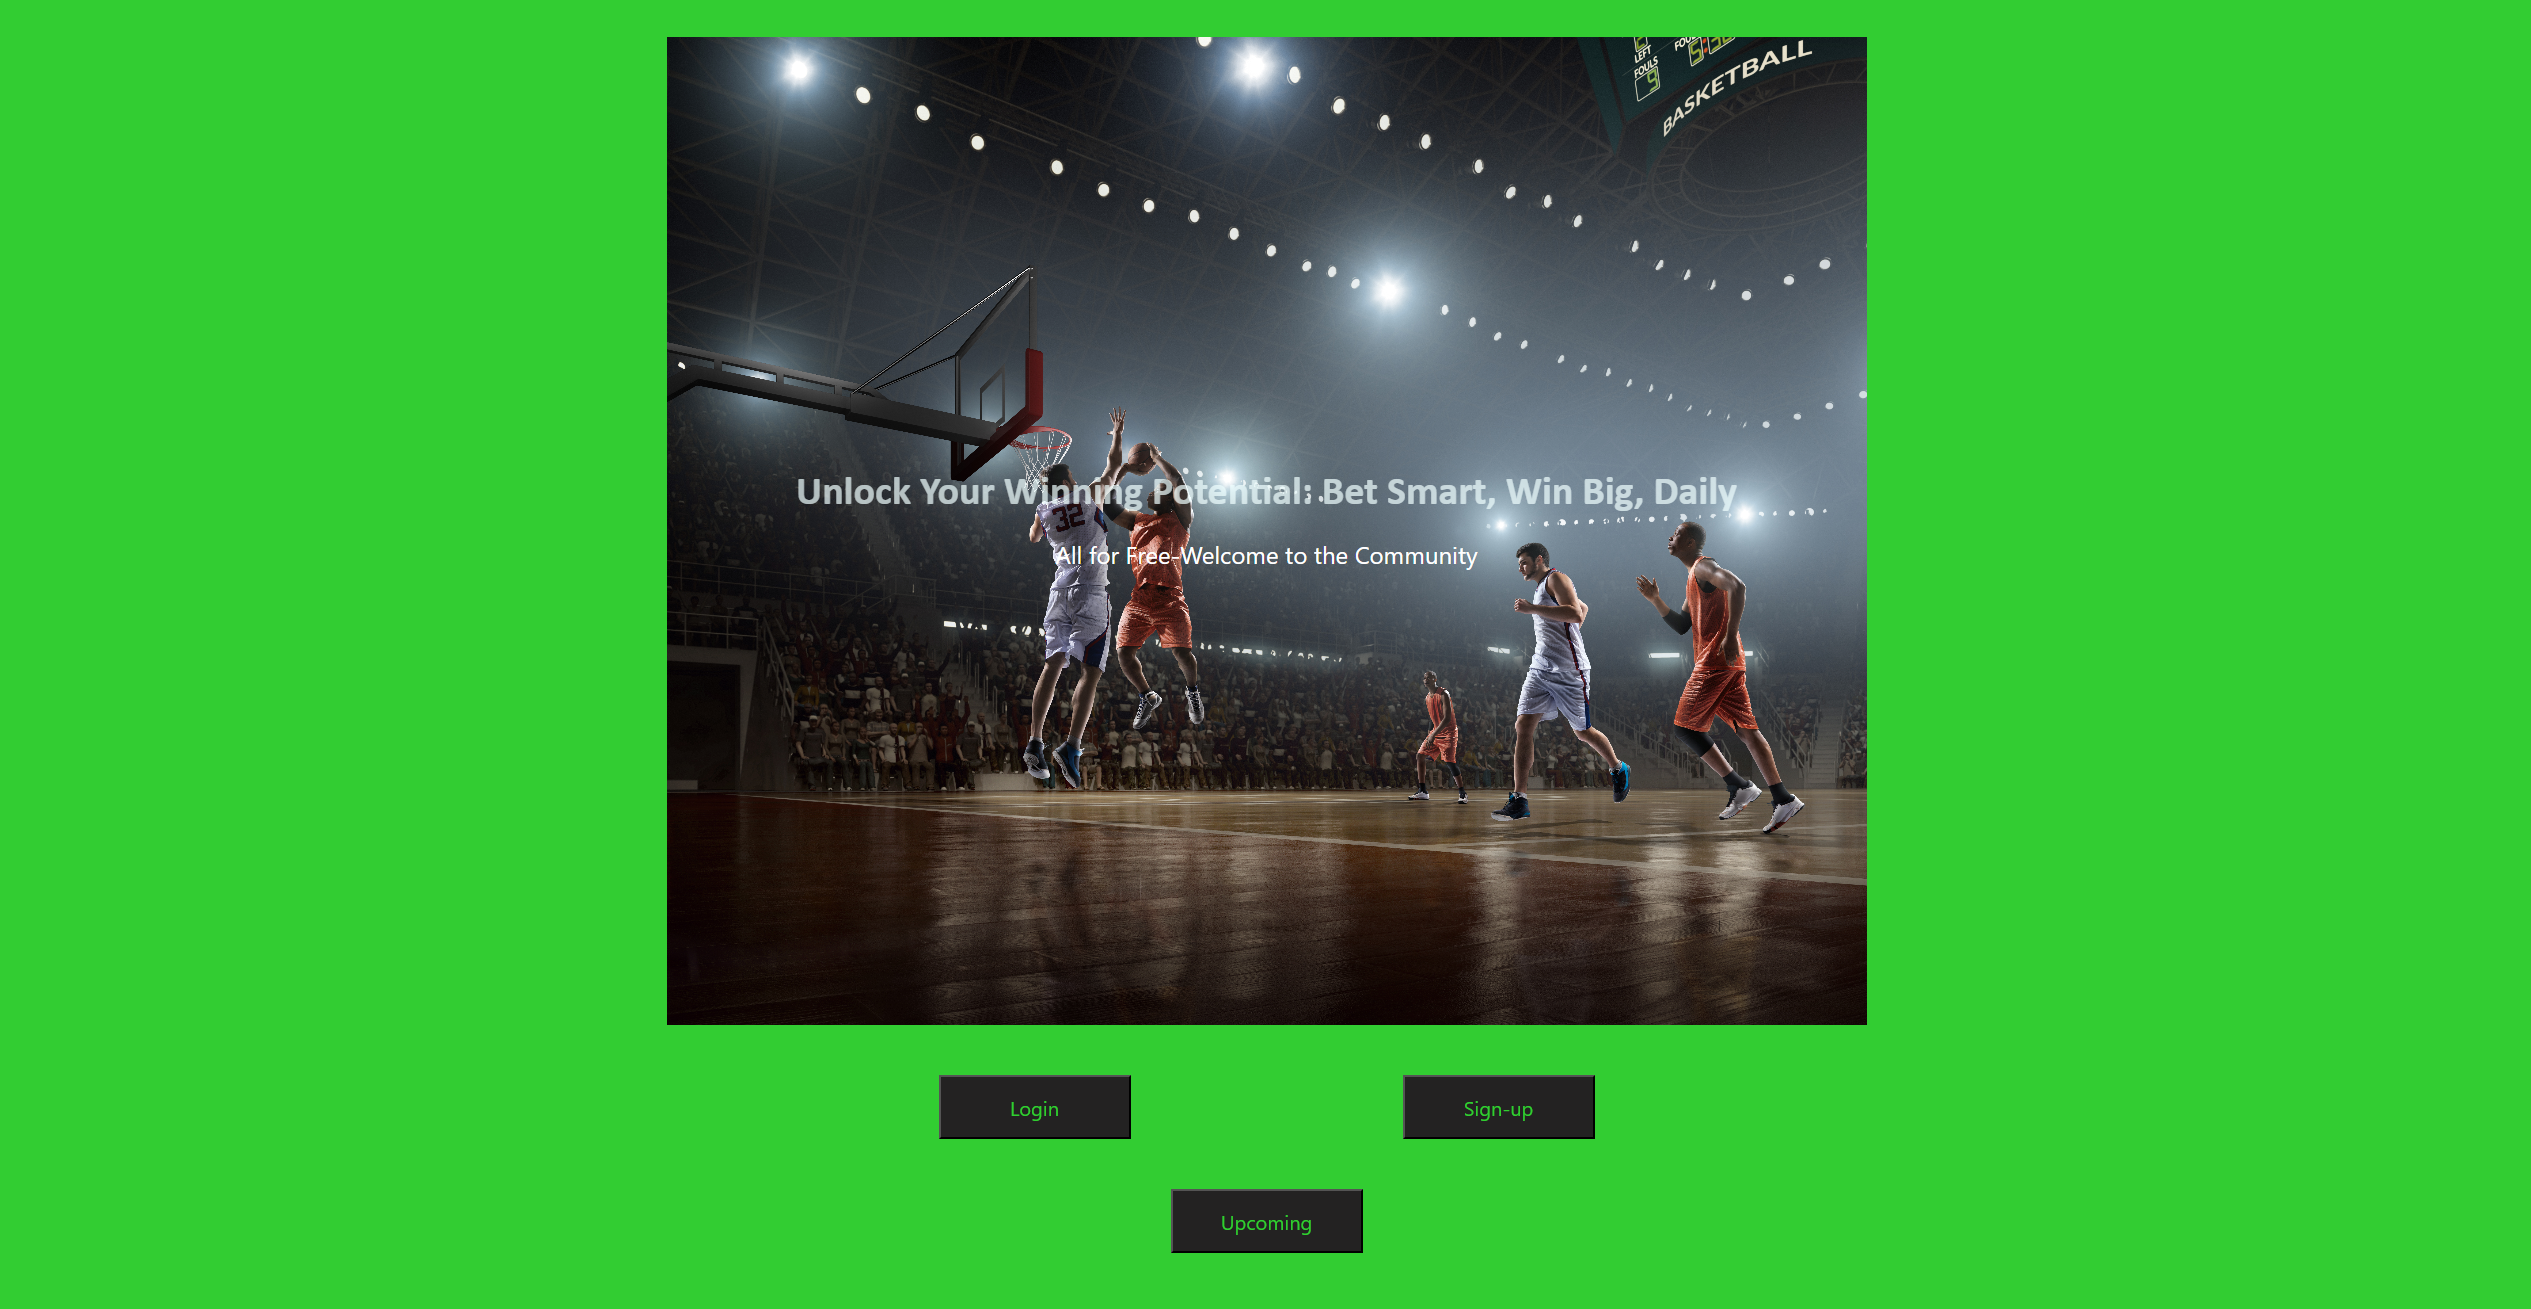 LEFT
FOULS
9
BASKETBALL
Unlock Your Winning Potential: Bet Smart, Win Big, Daily
32
All for Free-Welcome to the Community
Login
Sign-up
Upcoming